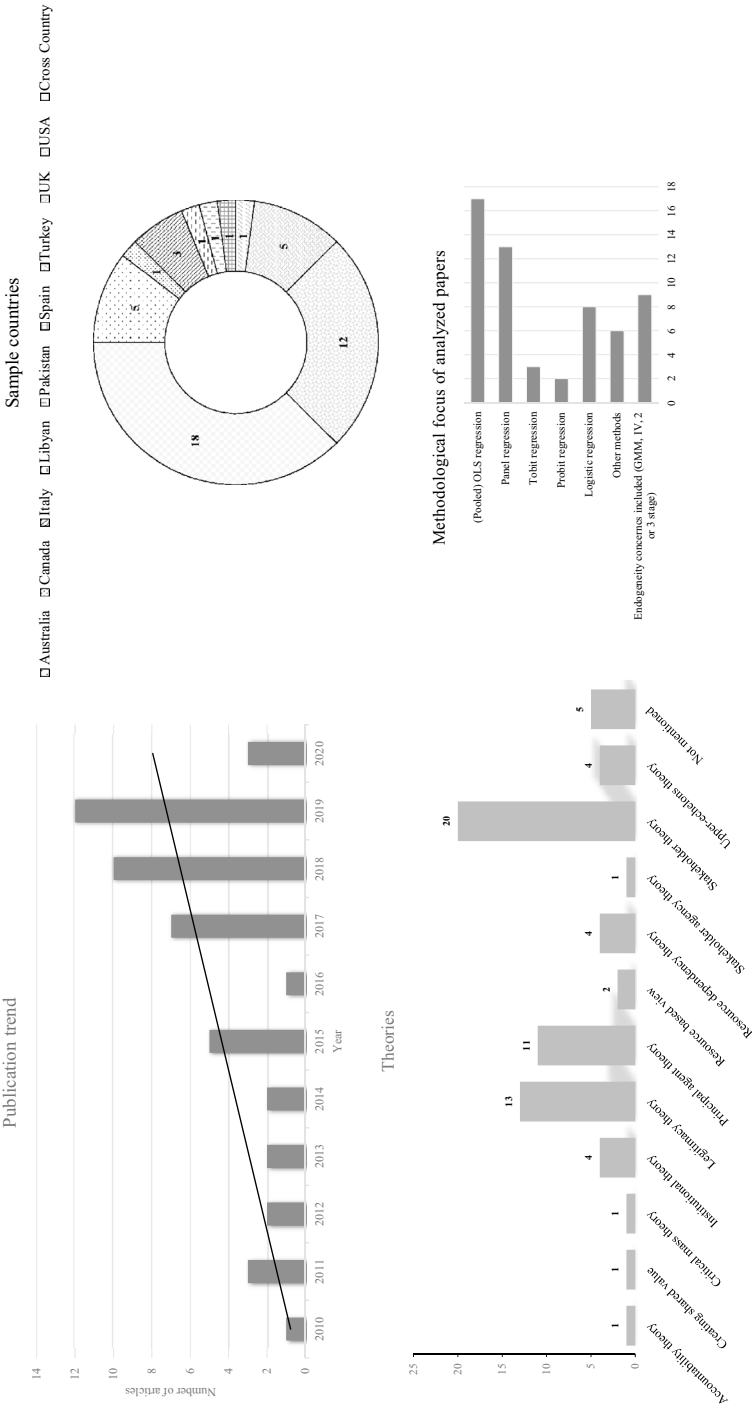 Publication trend
14
12
10
8
6
4
2
0
Number of articles
2010 2011 2012 2013 2014 2015 2016 2017 2018 2019 2020
Year
Sample countries
Australia Canada Italy Libyan Pakistan Spain Turkey UK USA Cross Country
1
5
12
18
5
1
3
1
1
1
Theories
25
20
15
10
5
0
1
1
1
4
13
11
2
4
1
20
4
5
Accountability theory
Creating shared value
Critical mass theory
Institutional theory
Legitimacy theory
Principal agent theory
Resource based view
Resource dependency theory
Stakeholder agency theory
Stakeholder theory
Upper-echelons theory
Not mentioned
Methodological focus of analyzed papers
(Pooled) OLS regression
Panel regression
Tobit regression
Probit regression
Logistic regression
Other methods
Endogeneity concernes included (GMM, IV, 2
or 3 stage)
0 2 4 6 8 10 12 14 16 18